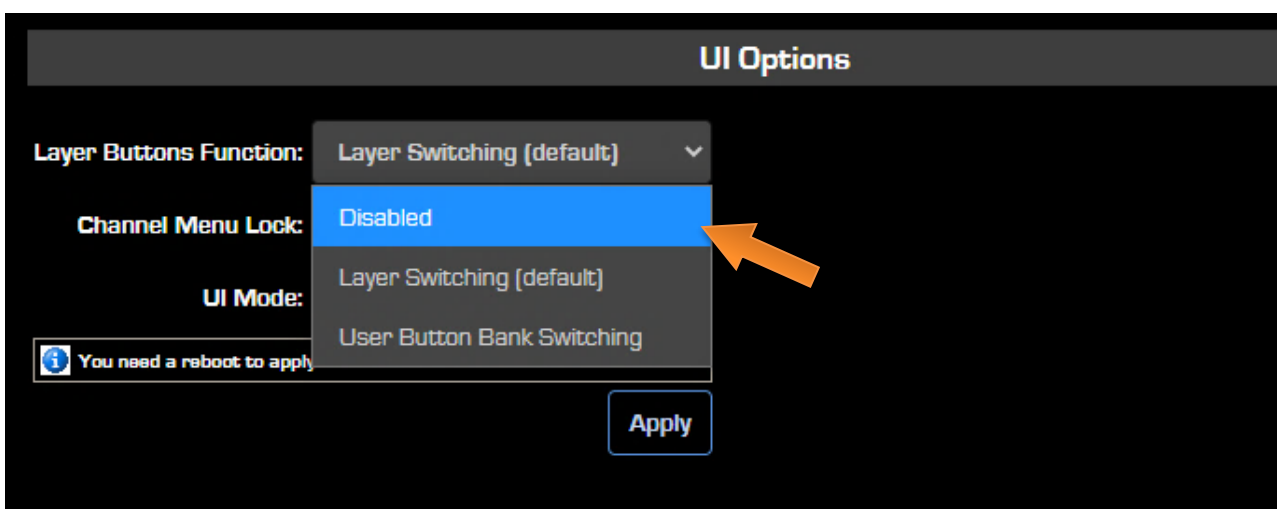 UI Options
Layer Buttons Function: Layer Switching (default)
Channel Menu Lock: Disabled
Layer Switching (default)
UI Mode:
User Button Bank Switching
You need a reboot to apply
Apply